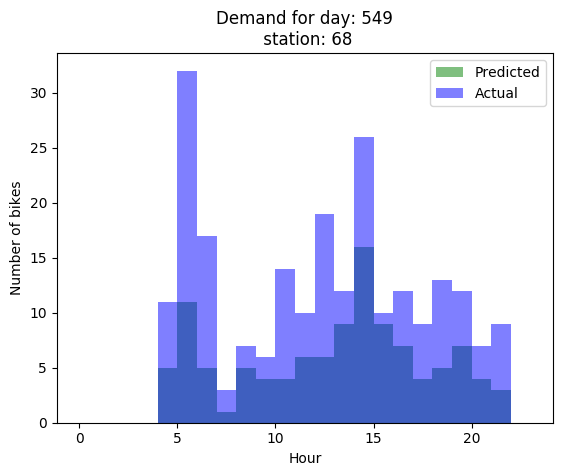 Demand for day: 549
station: 68
Predicted
Actual
Number of bikes
30
25
20
15
10
5
0
0
5
10
15
20
Hour